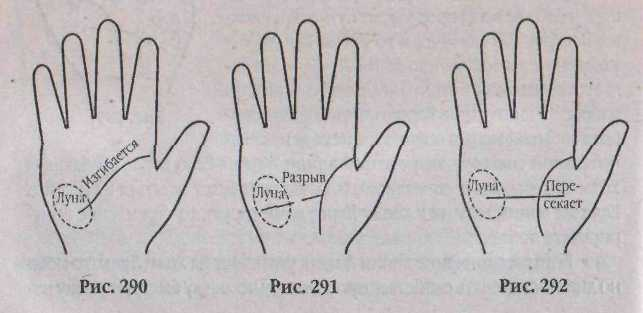 Луна
Изгибается
Рис. 290
Луна
Разрыв
Рис. 291
Луна
Пере-
секает
Рис. 292